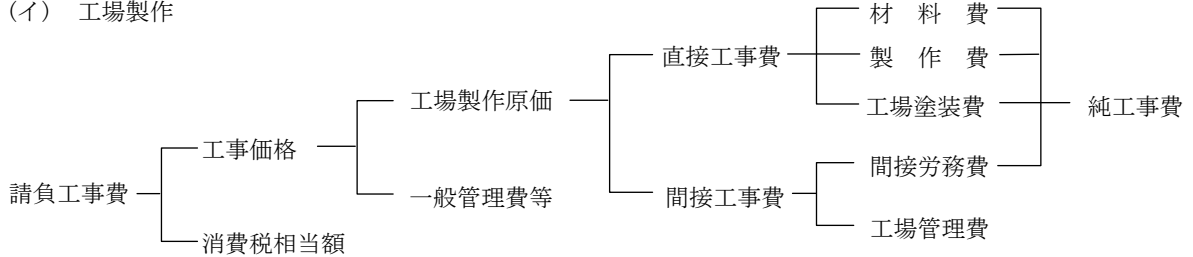 (イ) 工場製作
材 料 費
直接工事費
製 作 費
工場製作原価
工場塗装費
純工事費
工事価格
間接労務費
請負工事費
一般管理費等
間接工事費
工場管理費
消費税相当額